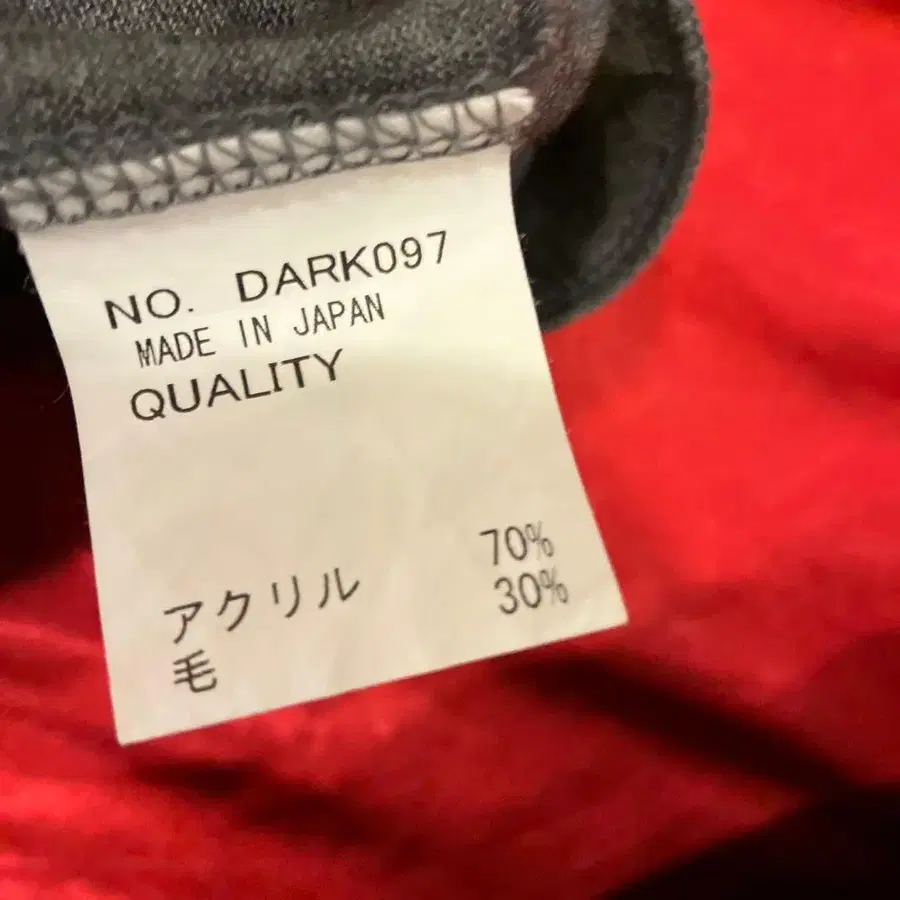 NO. DARK097
MADE IN JAPAN
QUALITY
アクリル 70%
毛 30%